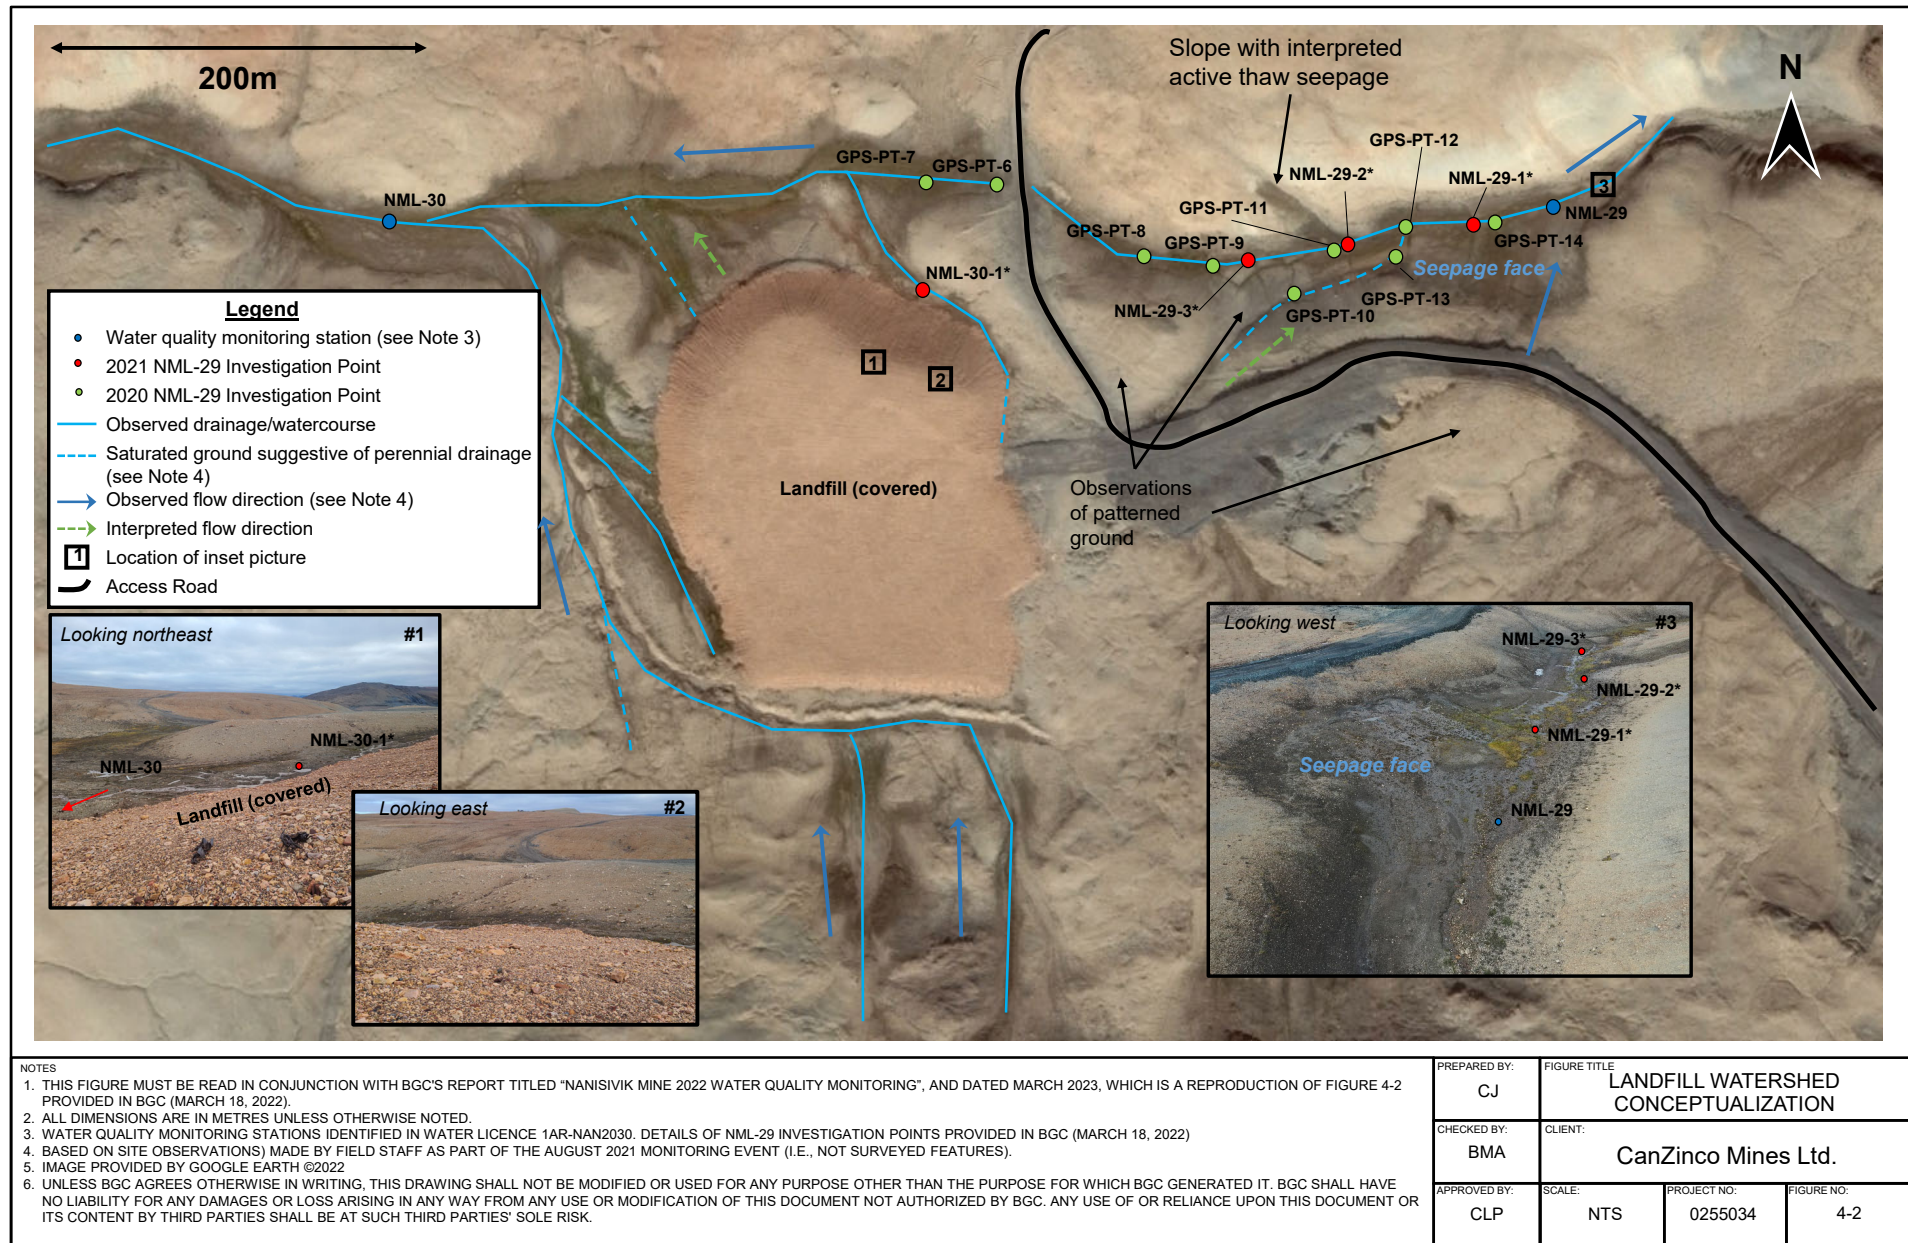 200m
Slope with interpreted
active thaw seepage
N
GPS-PT-12
GPS-PT-7
GPS-PT-6
NML-29-2*
NML-29-1*
3
NML-30
GPS-PT-11
NML-29
GPS-PT-8
GPS-PT-9
GPS-PT-14
NML-30-1*
Seepage face
GPS-PT-13
NML-29-3*
GPS-PT-10
1
2
Landfill (covered)
Observations
of patterned
ground
Legend
Water quality monitoring station (see Note 3)
2021 NML-29 Investigation Point
2020 NML-29 Investigation Point
Observed drainage/watercourse
Saturated ground suggestive of perennial drainage
(see Note 4)
Observed flow direction (see Note 4)
Interpreted flow direction
1 Location of inset picture
Access Road
Looking northeast #1
NML-30-1*
NML-30
Landfill (covered)
Looking east #2
Looking west #3
NML-29-3*
NML-29-2*
NML-29-1*
Seepage face
NML-29
NOTES
1. THIS FIGURE MUST BE READ IN CONJUNCTION WITH BGC'S REPORT TITLED “NANISIVIK MINE 2022 WATER QUALITY MONITORING”, AND DATED MARCH 2023, WHICH IS A REPRODUCTION OF FIGURE 4-2
PROVIDED IN BGC (MARCH 18, 2022).
2. ALL DIMENSIONS ARE IN METRES UNLESS OTHERWISE NOTED.
3. WATER QUALITY MONITORING STATIONS IDENTIFIED IN WATER LICENCE 1AR-NAN2030. DETAILS OF NML-29 INVESTIGATION POINTS PROVIDED IN BGC (MARCH 18, 2022)
4. BASED ON SITE OBSERVATIONS) MADE BY FIELD STAFF AS PART OF THE AUGUST 2021 MONITORING EVENT (I.E., NOT SURVEYED FEATURES).
5. IMAGE PROVIDED BY GOOGLE EARTH ©2022
6. UNLESS BGC AGREES OTHERWISE IN WRITING, THIS DRAWING SHALL NOT BE MODIFIED OR USED FOR ANY PURPOSE OTHER THAN THE PURPOSE FOR WHICH BGC GENERATED IT. BGC SHALL HAVE
NO LIABILITY FOR ANY DAMAGES OR LOSS ARISING IN ANY WAY FROM ANY USE OR MODIFICATION OF THIS DOCUMENT NOT AUTHORIZED BY BGC. ANY USE OF OR RELIANCE UPON THIS DOCUMENT OR
ITS CONTENT BY THIRD PARTIES SHALL BE AT SUCH THIRD PARTIES' SOLE RISK.
PREPARED BY:
CJ
FIGURE TITLE
LANDFILL WATERSHED
CONCEPTUALIZATION
CHECKED BY:
BMA
CLIENT:
CanZinco Mines Ltd.
APPROVED BY:
CLP
SCALE:
NTS
PROJECT NO:
0255034
FIGURE NO:
4-2